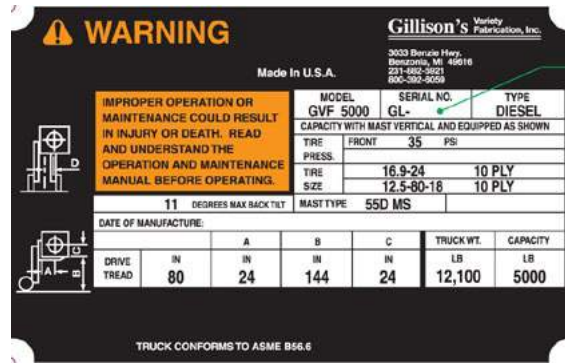 WARNING
Gillison's Variety Fabrication, Inc.
3033 Benzie Hwy.
Benzonia, MI 49616
231-882-5921
800-392-8059
Made In U.S.A.
IMPROPER OPERATION OR
MAINTENANCE COULD RESULT
IN INJURY OR DEATH. READ
AND UNDERSTAND THE
OPERATION AND MAINTENANCE
MANUAL BEFORE OPERATING.
MODEL SERIAL NO. TYPE
GVF 5000 GL- DIESEL
CAPACITY WITH MAST VERTICAL AND EQUIPPED AS SHOWN
TIRE PRESS. FRONT 35 PSI
TIRE SIZE 16.9-24 10 PLY
12.5-80-18 10 PLY
11 DEGREES MAX BACK TILT MAST TYPE 55D MS
DATE OF MANUFACTURE:
A B C TRUCK WT. CAPACITY
DRIVE TREAD IN IN IN IN LB LB
80 24 144 24 12,100 5000
D
C
A B
TRUCK CONFORMS TO ASME B56.6